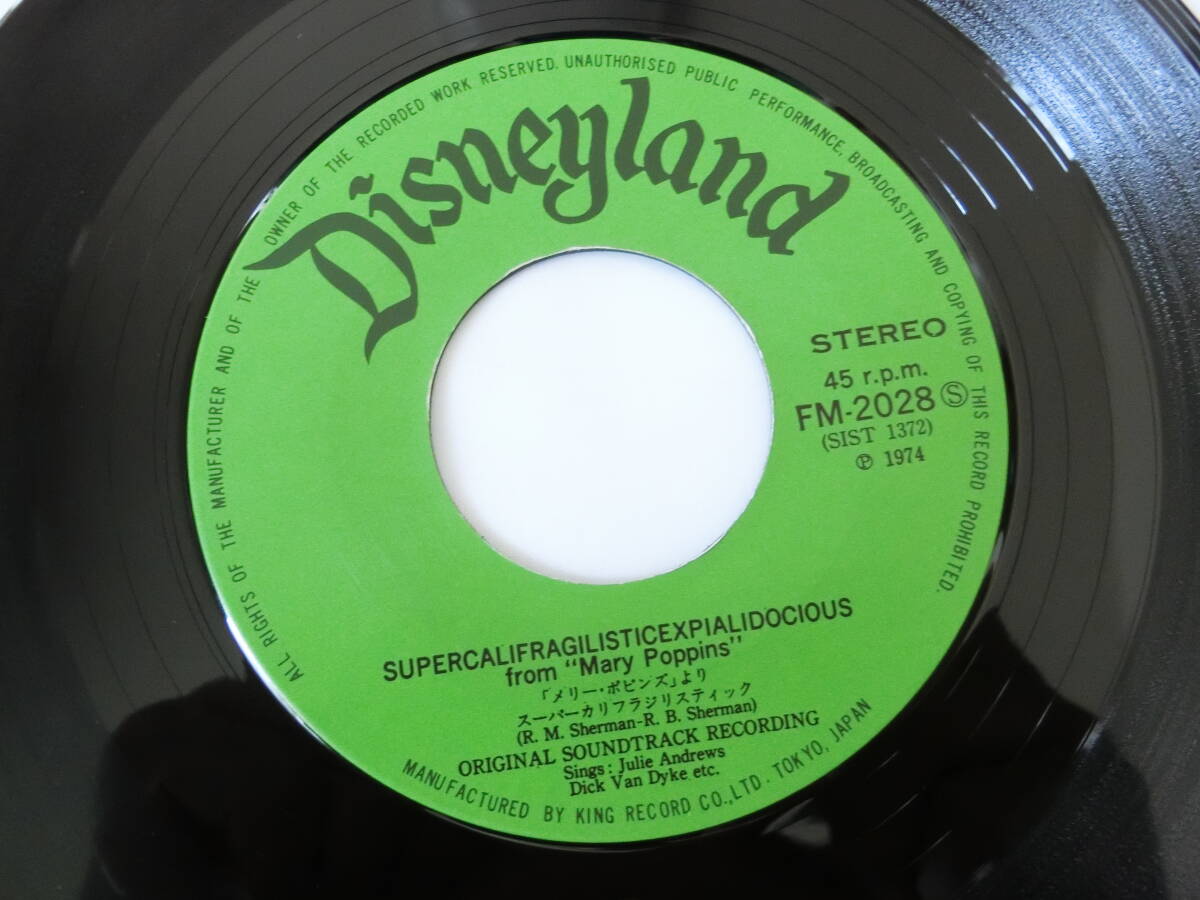 ALL RIGHTS OF THE MANUFACTURER AND OF THE OWNER OF THE RECORDED WORK RESERVED. UNAUTHORISED PUBLIC PERFORMANCE, BROADCASTING AND COPYING OF THIS RECORD PROHIBITED.
Disneyland
STEREO
45 r.p.m.
FM-2028 Ⓢ
(SIST 1372)
℗ 1974
SUPERCALIFRAGILISTICEXPIALIDOCIOUS
from "Mary Poppins"
「メリー・ポピンズ」より
スーパーカリフラジリスティック
(R. M. Sherman-R. B. Sherman)
ORIGINAL SOUNDTRACK RECORDING
Sings: Julie Andrews
Dick Van Dyke etc.
MANUFACTURED BY KING RECORD CO., LTD. TOKYO, JAPAN